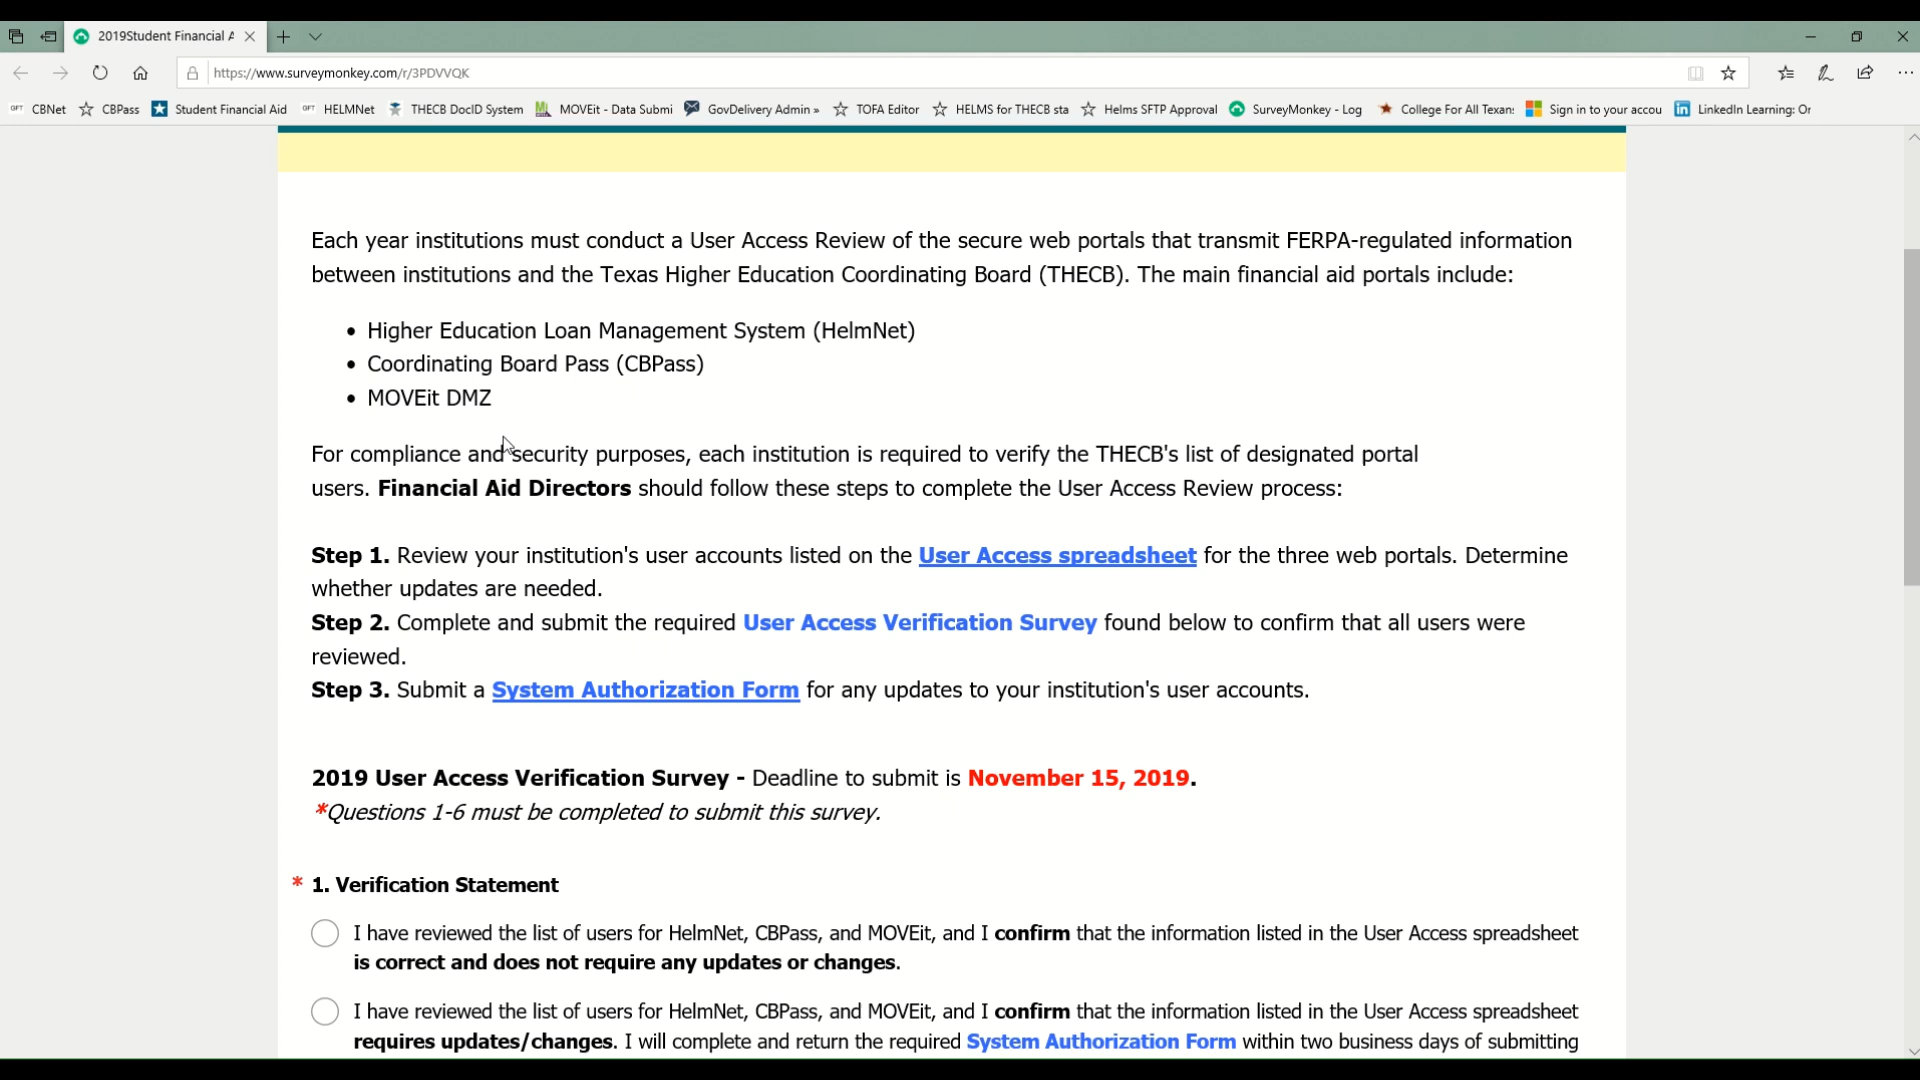 2019Student Financial A
https://www.surveymonkey.com/r/3PDVVQK
CBNet CBPass Student Financial Aid HELMNet THECB DocID System MOVEit - Data Submi GovDelivery Admin » TOFA Editor HELMS for THECB sta Helms SFTP Approval SurveyMonkey - Log College For All Texans Sign in to your accou LinkedIn Learning: Or
Each year institutions must conduct a User Access Review of the secure web portals that transmit FERPA-regulated information
between institutions and the Texas Higher Education Coordinating Board (THECB). The main financial aid portals include:
• Higher Education Loan Management System (HelmNet)
• Coordinating Board Pass (CBPass)
• MOVEit DMZ
For compliance and security purposes, each institution is required to verify the THECB's list of designated portal
users. Financial Aid Directors should follow these steps to complete the User Access Review process:
Step 1. Review your institution's user accounts listed on the User Access spreadsheet for the three web portals. Determine
whether updates are needed.
Step 2. Complete and submit the required User Access Verification Survey found below to confirm that all users were
reviewed.
Step 3. Submit a System Authorization Form for any updates to your institution's user accounts.
2019 User Access Verification Survey - Deadline to submit is November 15, 2019.
*Questions 1-6 must be completed to submit this survey.
* 1. Verification Statement
I have reviewed the list of users for HelmNet, CBPass, and MOVEit, and I confirm that the information listed in the User Access spreadsheet
is correct and does not require any updates or changes.
I have reviewed the list of users for HelmNet, CBPass, and MOVEit, and I confirm that the information listed in the User Access spreadsheet
requires updates/changes. I will complete and return the required System Authorization Form within two business days of submitting